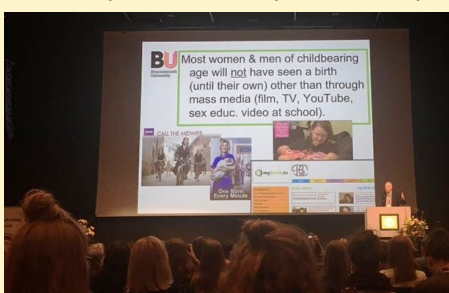 BU
Bournemouth
University
Most women & men of childbearing
age will not have seen a birth
(until their own) other than through
mass media (film, TV, YouTube,
sex educ. video at school).
CALL THE MIDWIFE
One Born
Every Minute